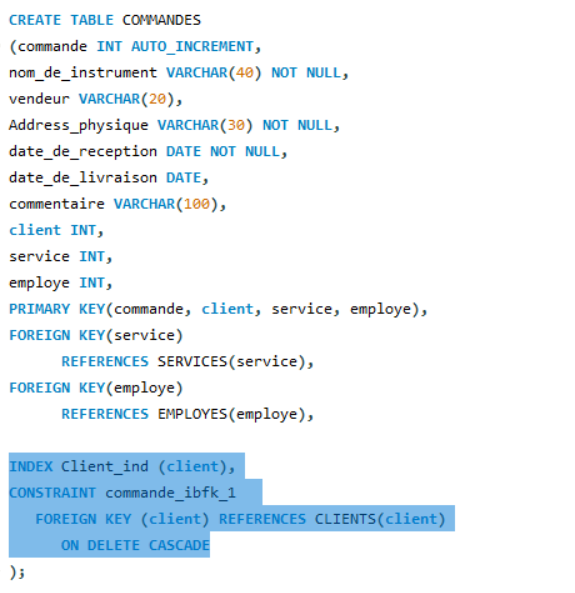 CREATE TABLE COMMANDES
(commande INT AUTO_INCREMENT,
nom_de_instrument VARCHAR(40) NOT NULL,
vendeur VARCHAR(20),
Address_physique VARCHAR(30) NOT NULL,
date_de_reception DATE NOT NULL,
date_de_livraison DATE,
commentaire VARCHAR(100),
client INT,
service INT,
employe INT,
PRIMARY KEY(commande, client, service, employe),
FOREIGN KEY(service)
REFERENCES SERVICES(service),
FOREIGN KEY(employe)
REFERENCES EMPLOYES(employe),
INDEX Client_ind (client),
CONSTRAINT commande_ibfk_1
FOREIGN KEY (client) REFERENCES CLIENTS(client)
ON DELETE CASCADE
);